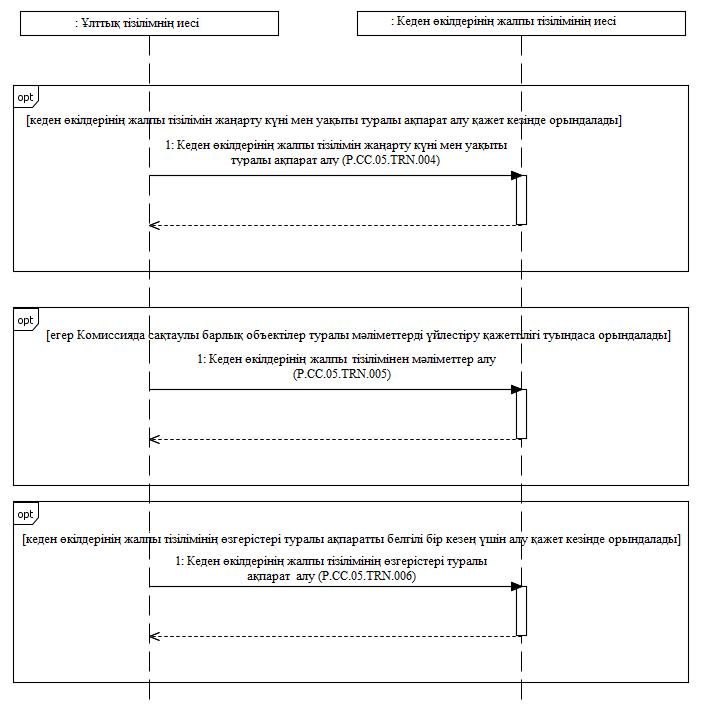 : Ұлттық тізілімнің иесі
: Кеден өкілдерінің жалпы тізілімінің иесі
opt
[кеден өкілдерінің жалпы тізілімін жаңарту күні мен уақыты туралы ақпарат алу қажет кезінде орындалады]
1: Кеден өкілдерінің жалпы тізілімін жаңарту күні мен уақыты
туралы ақпарат алу (P.CC.05.TRN.004)
opt
[егер Комиссияда сақтаулы барлық объектілер туралы мәліметтерді үйлестіру қажеттілігі туындаса орындалады]
1: Кеден өкілдерінің жалпы тізілімінен мәліметтер алу
(P.CC.05.TRN.005)
opt
[кеден өкілдерінің жалпы тізілімінің өзгерістері туралы ақпаратты белгілі бір кезең үшін алу қажет кезінде орындалады]
1: Кеден өкілдерінің жалпы тізілімінің өзгерістері туралы
ақпарат алу (P.CC.05.TRN.006)